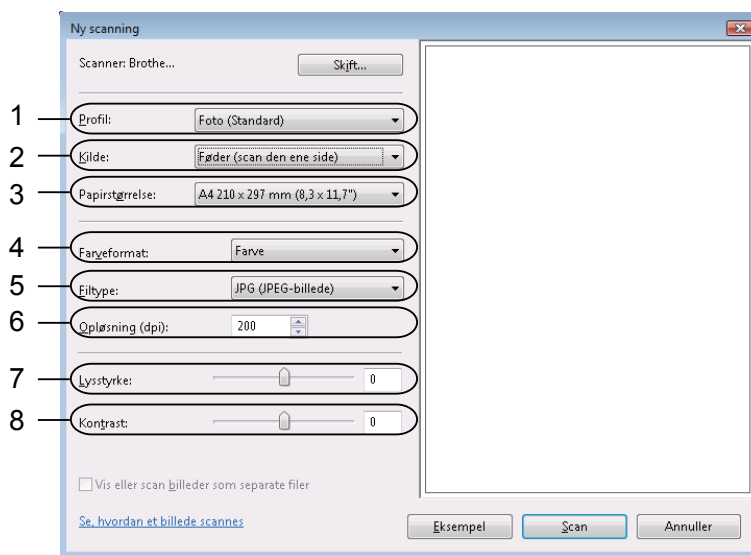 Ny scanning
Scanner: Brothe... Skift...
1 Profil: Foto (Standard)
2 Kilde: Føder (scan den ene side)
3 Papirstørrelse: A4 210 x 297 mm (8,3 x 11,7")
4 Farveformat: Farve
5 Filtype: JPG (JPEG-billede)
6 Opløsning (dpi): 200
7 Lysstyrke: 0
8 Kontrast: 0
Vis eller scan billeder som separate filer
Se, hvordan et billede scannes
Eksempel Scan Annuller